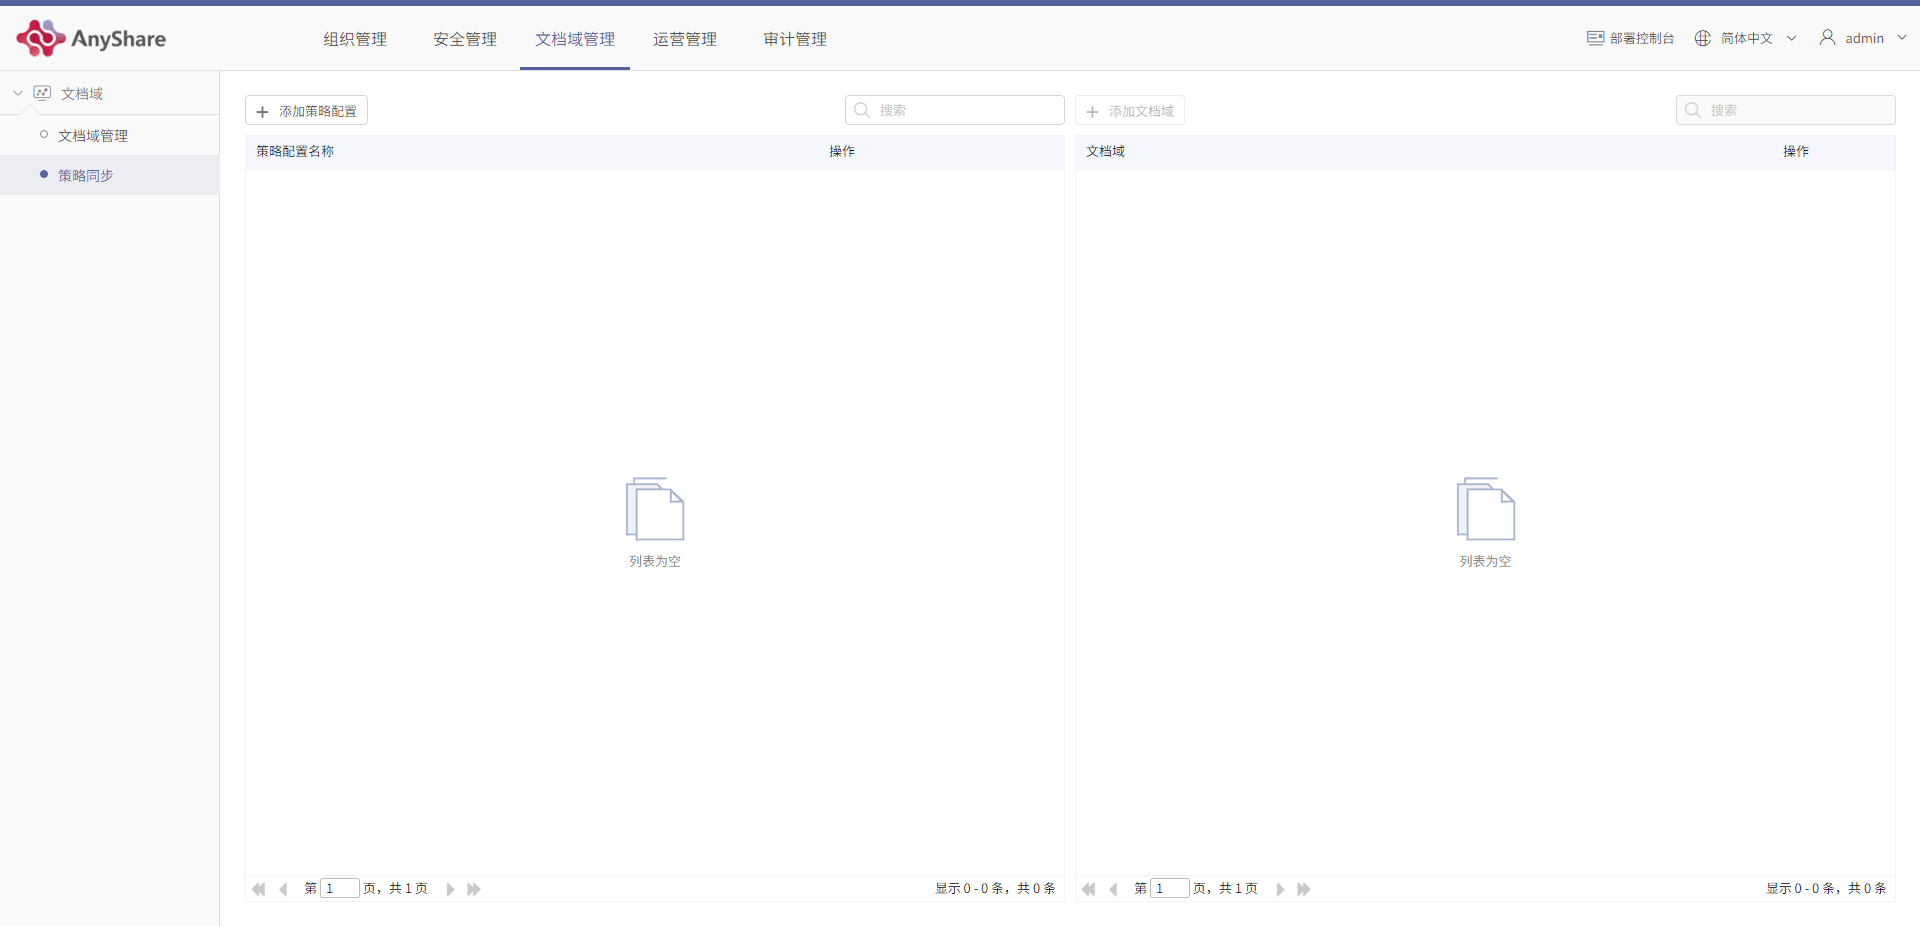 AnyShare
组织管理 安全管理 文档域管理 运营管理 审计管理
部署控制台 简体中文 admin
文档域
文档域管理
策略同步
添加策略配置
搜索
添加文档域
搜索
策略配置名称 操作
文档域 操作
列表为空
列表为空
第 1 页，共 1 页 显示 0 - 0 条，共 0 条
第 1 页，共 1 页 显示 0 - 0 条，共 0 条